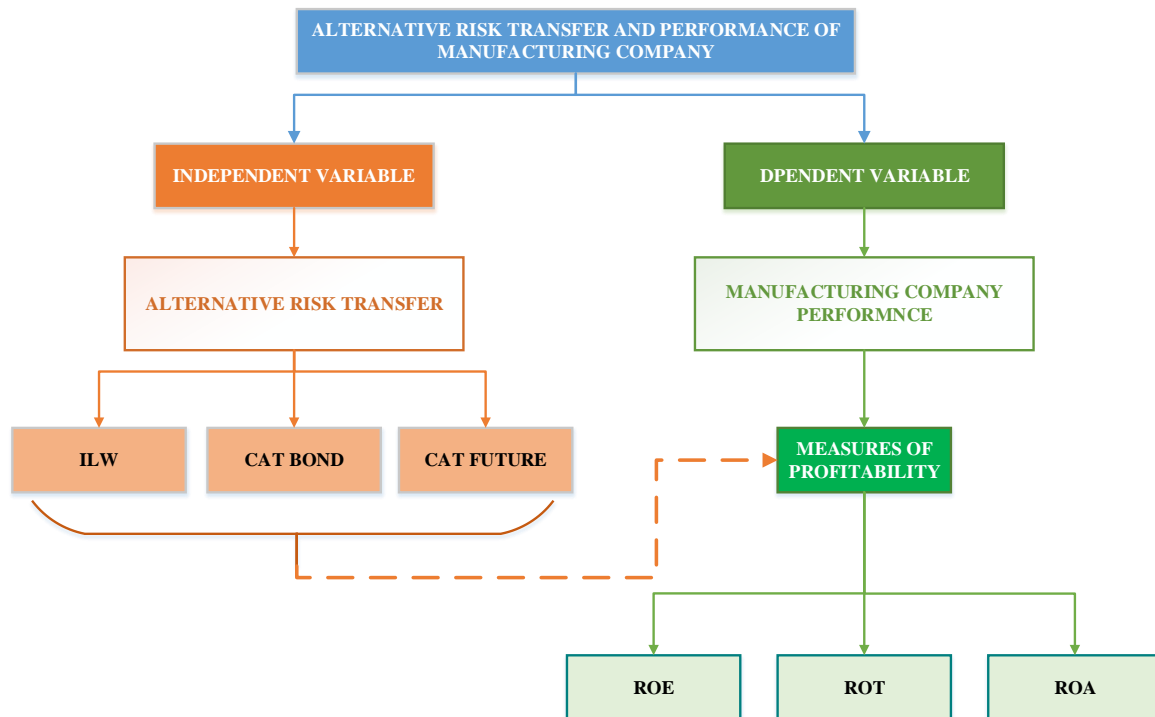 ALTERNATIVE RISK TRANSFER AND PERFORMANCE OF
MANUFACTURING COMPANY
INDEPENDENT VARIABLE
DPENDENT VARIABLE
ALTERNATIVE RISK TRANSFER
MANUFACTURING COMPANY
PERFORMNCE
ILW
CAT BOND
CAT FUTURE
MEASURES OF
PROFITABILITY
ROE
ROT
ROA